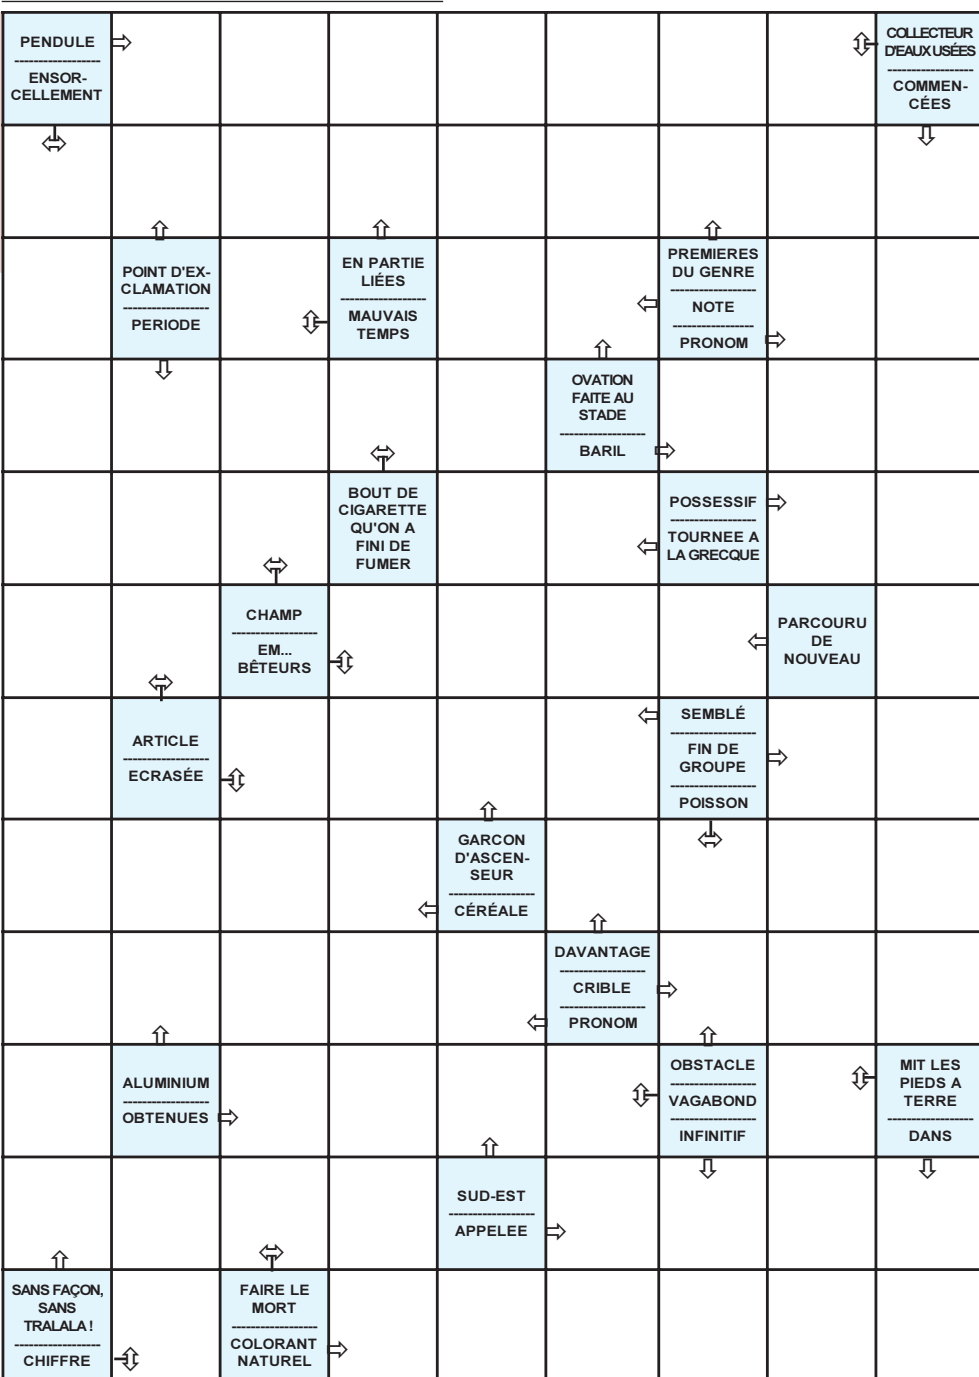 PENDULE
ENSOR-
CELLEMENT
COLLECTEUR
D'EAUX USÉES
COMMEN-
CÉES
POINT D'EX-
CLAMATION
PERIODE
EN PARTIE
LIÉES
MAUVAIS
TEMPS
PREMIERES
DU GENRE
NOTE
PRONOM
OVATION
FAITE AU
STADE
BARIL
BOUT DE
CIGARETTE
QU'ON A
FINI DE
FUMER
POSSESSIF
TOURNEE A
LA GRECQUE
CHAMP
EM...
BÊTEURS
PARCOURU
DE
NOUVEAU
ARTICLE
ECRASÉE
SEMBLÉ
FIN DE
GROUPE
POISSON
GARCON
D'ASCEN-
SEUR
CÉRÉALE
DAVANTAGE
CRIBLE
PRONOM
ALUMINIUM
OBTENUES
OBSTACLE
VAGABOND
INFINITIF
MIT LES
PIEDS A
TERRE
DANS
SUD-EST
APPELEE
SANS FAÇON,
SANS
TRALALA !
CHIFFRE
FAIRE LE
MORT
COLORANT
NATUREL